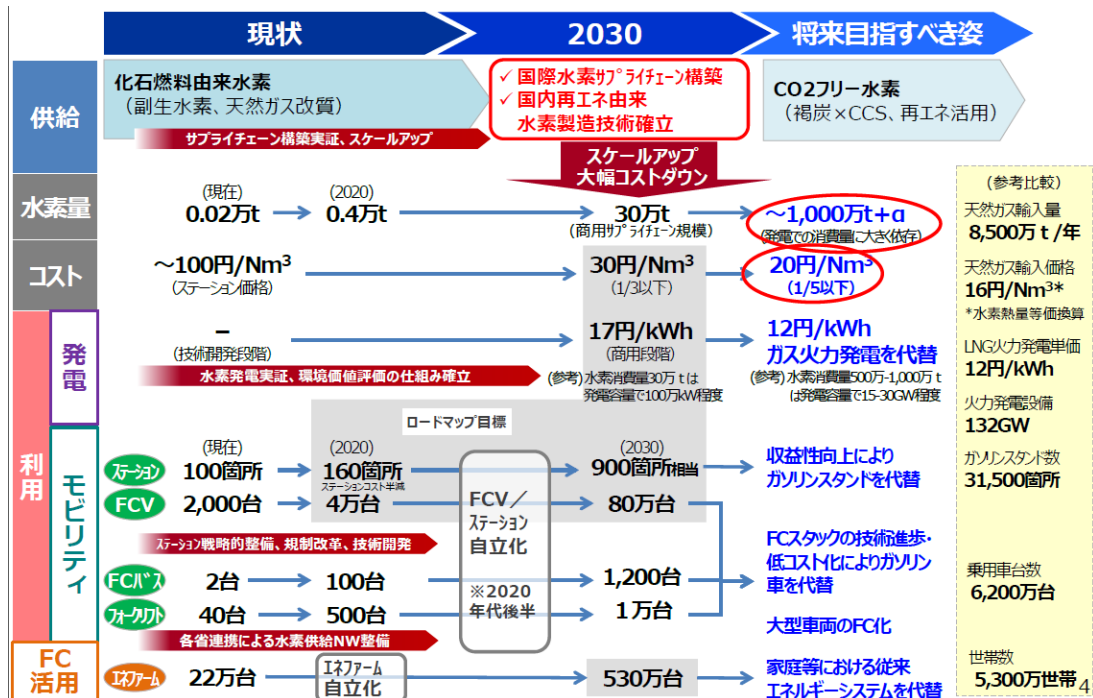 現状
2030
将来目指すべき姿
供給
化石燃料由来水素
(副生水素、天然ガス改質)
✓ 国際水素ｻﾌﾟﾗｲﾁｪｰﾝ構築
✓ 国内再エネ由来
水素製造技術確立
CO2フリー水素
(褐炭×CCS、再エネ活用)
サプライチェーン構築実証、スケールアップ
スケールアップ
大幅コストダウン
水素量
(現在)
0.02万t
(2020)
0.4万t
30万t
(商用ｻﾌﾟﾗｲﾁｪｰﾝ規模)
～1,000万t+α
(発電での消費量に大きく依存)
コスト
～100円/Nm³
(ステーション価格)
30円/Nm³
(1/3以下)
20円/Nm³
(1/5以下)
利用
発電
－
(技術開発段階)
17円/kWh
(商用段階)
12円/kWh
ガス火力発電を代替
水素発電実証、環境価値評価の仕組み確立
(参考) 水素消費量30万ｔは
発電容量で100万kW程度
(参考) 水素消費量500万-1,000万ｔ
は発電容量で15-30GW程度
ロードマップ目標
モビリティ
(現在)
(2020)
(2030)
ｽﾃｰｼｮﾝ
100箇所
160箇所
ステーションコスト半減
900箇所相当
収益性向上により
ガソリンスタンドを代替
FCV
2,000台
4万台
80万台
FCV／
ｽﾃｰｼｮﾝ
自立化
※2020
年代後半
ステーション戦略的整備、規制改革、技術開発
FCスタックの技術進歩・
低コスト化によりガソリン
車を代替
FCﾊﾞｽ
2台
100台
1,200台
ﾌｫｰｸﾘﾌﾄ
40台
500台
1万台
大型車両のFC化
各省連携による水素供給NW整備
FC
活用
ｴﾈﾌｧｰﾑ
22万台
ｴﾈﾌｧｰﾑ
自立化
530万台
家庭等における従来
エネルギーシステムを代替
(参考比較)
天然ガス輸入量
8,500万ｔ/年
天然ガス輸入価格
16円/Nm³*
*水素熱量等価換算
LNG火力発電単価
12円/kWh
火力発電設備
132GW
ガソリンスタンド数
31,500箇所
乗用車台数
6,200万台
世帯数
5,300万世帯
4